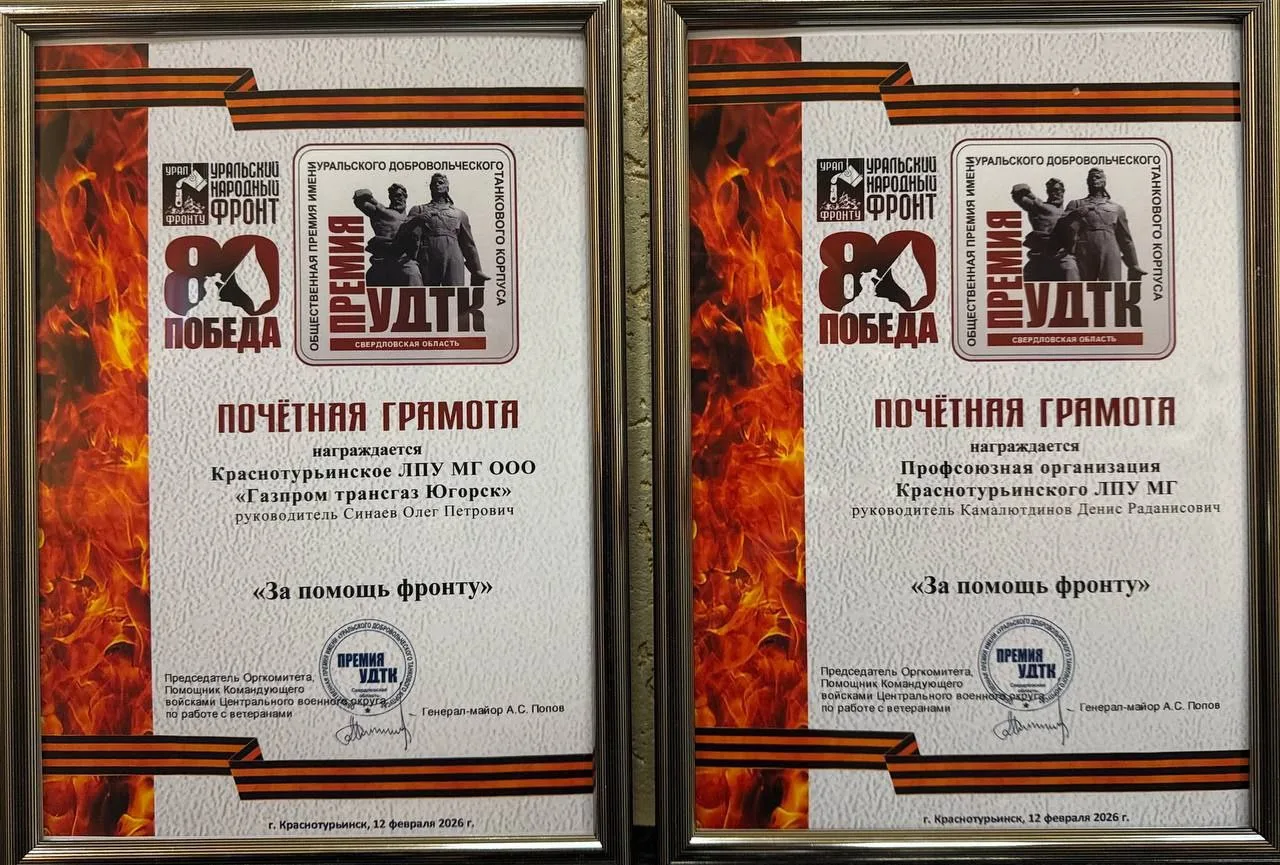 УРАЛ
ФРОНТУ
УРАЛЬСКИЙ
НАРОДНЫЙ
ФРОНТ
80
ПОБЕДА
ОБЩЕСТВЕННАЯ ПРЕМИЯ ИМЕНИ
УРАЛЬСКОГО ДОБРОВОЛЬЧЕСКОГО
ТАНКОВОГО КОРПУСА
ПРЕМИЯ
УДТК
СВЕРДЛОВСКАЯ ОБЛАСТЬ
ПОЧЁТНАЯ ГРАМОТА
награждается
Краснотурьинское ЛПУ МГ ООО
«Газпром трансгаз Югорск»
руководитель Синаев Олег Петрович
«За помощь фронту»
ПРЕМИЯ
УДТК
Свердловская
область
Председатель Оргкомитета,
Помощник Командующего
войсками Центрального военного округа
по работе с ветеранами
Генерал-майор А.С. Попов
г. Краснотурьинск, 12 февраля 2026 г.
УРАЛ
ФРОНТУ
УРАЛЬСКИЙ
НАРОДНЫЙ
ФРОНТ
80
ПОБЕДА
ОБЩЕСТВЕННАЯ ПРЕМИЯ ИМЕНИ
УРАЛЬСКОГО ДОБРОВОЛЬЧЕСКОГО
ТАНКОВОГО КОРПУСА
ПРЕМИЯ
УДТК
СВЕРДЛОВСКАЯ ОБЛАСТЬ
ПОЧЁТНАЯ ГРАМОТА
награждается
Профсоюзная организация
Краснотурьинского ЛПУ МГ
руководитель Камалютдинов Денис Раданисович
«За помощь фронту»
ПРЕМИЯ
УДТК
Свердловская
область
Председатель Оргкомитета,
Помощник Командующего
войсками Центрального военного округа
по работе с ветеранами
Генерал-майор А.С. Попов
г. Краснотурьинск, 12 февраля 2026 г.